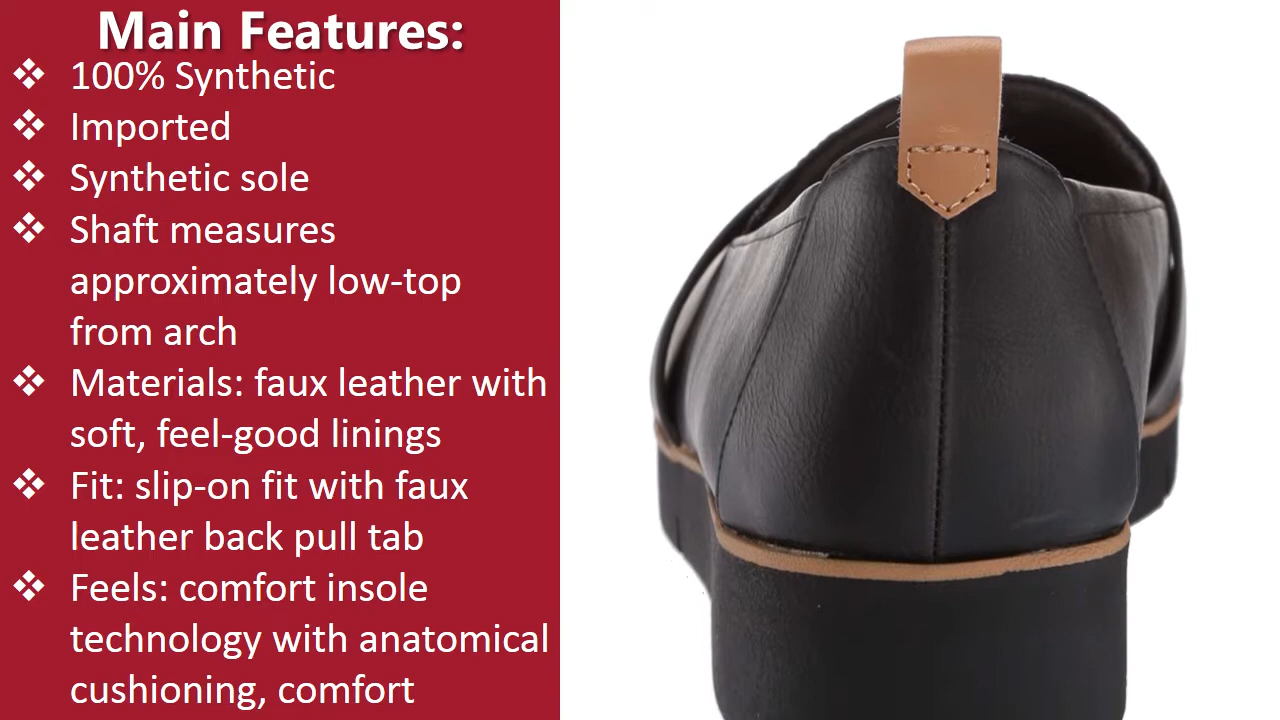 Main Features:
❖ 100% Synthetic
❖ Imported
❖ Synthetic sole
❖ Shaft measures
approximately low-top
from arch
❖ Materials: faux leather with
soft, feel-good linings
❖ Fit: slip-on fit with faux
leather back pull tab
❖ Feels: comfort insole
technology with anatomical
cushioning, comfort